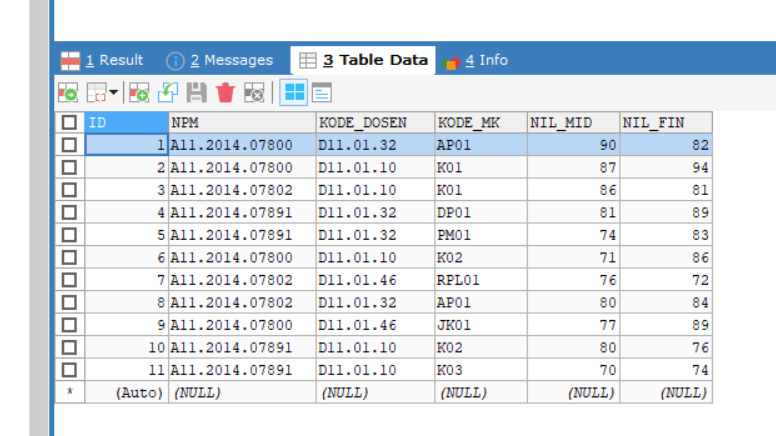 1 Result 2 Messages 3 Table Data 4 Info
ID NPM KODE_DOSEN KODE_MK NIL_MID NIL_FIN
1 A11.2014.07800 D11.01.32 AP01 90 82
2 A11.2014.07800 D11.01.10 K01 87 94
3 A11.2014.07802 D11.01.10 K01 86 81
4 A11.2014.07891 D11.01.32 DP01 81 89
5 A11.2014.07891 D11.01.32 PM01 74 83
6 A11.2014.07800 D11.01.10 K02 71 86
7 A11.2014.07802 D11.01.46 RPL01 76 72
8 A11.2014.07802 D11.01.32 AP01 80 84
9 A11.2014.07800 D11.01.46 JK01 77 89
10 A11.2014.07891 D11.01.10 K02 80 76
11 A11.2014.07891 D11.01.10 K03 70 74
* (Auto) (NULL) (NULL) (NULL) (NULL) (NULL)